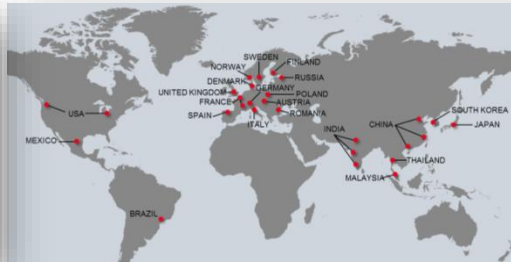 SWEDEN
NORWAY
FINLAND
DENMARK
GERMANY
RUSSIA
UNITED KINGDOM
POLAND
FRANCE
AUSTRIA
SPAIN
ROMANIA
ITALY
USA
MEXICO
INDIA
CHINA
SOUTH KOREA
JAPAN
THAILAND
MALAYSIA
BRAZIL